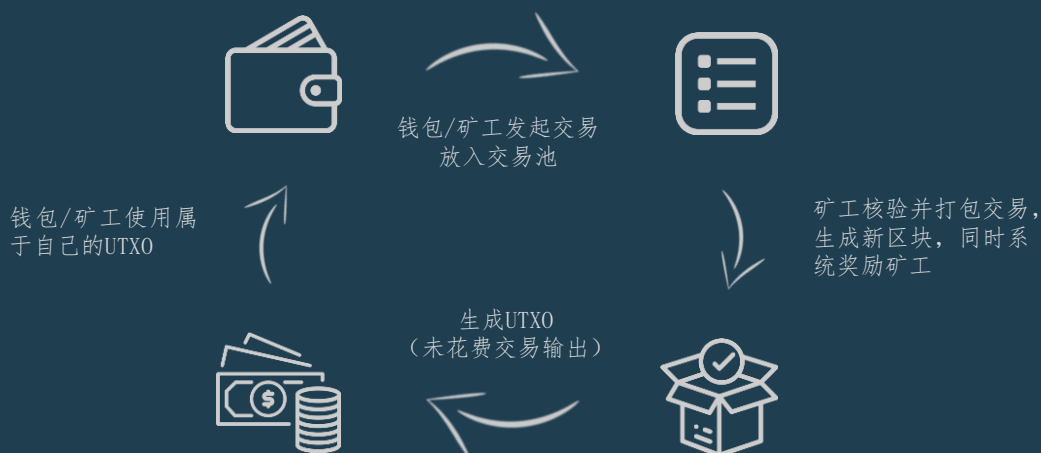 钱包/矿工发起交易
放入交易池
钱包/矿工使用属
于自己的UTXO
矿工核验并打包交易，
生成新区块，同时系
统奖励矿工
生成UTXO
（未花费交易输出）